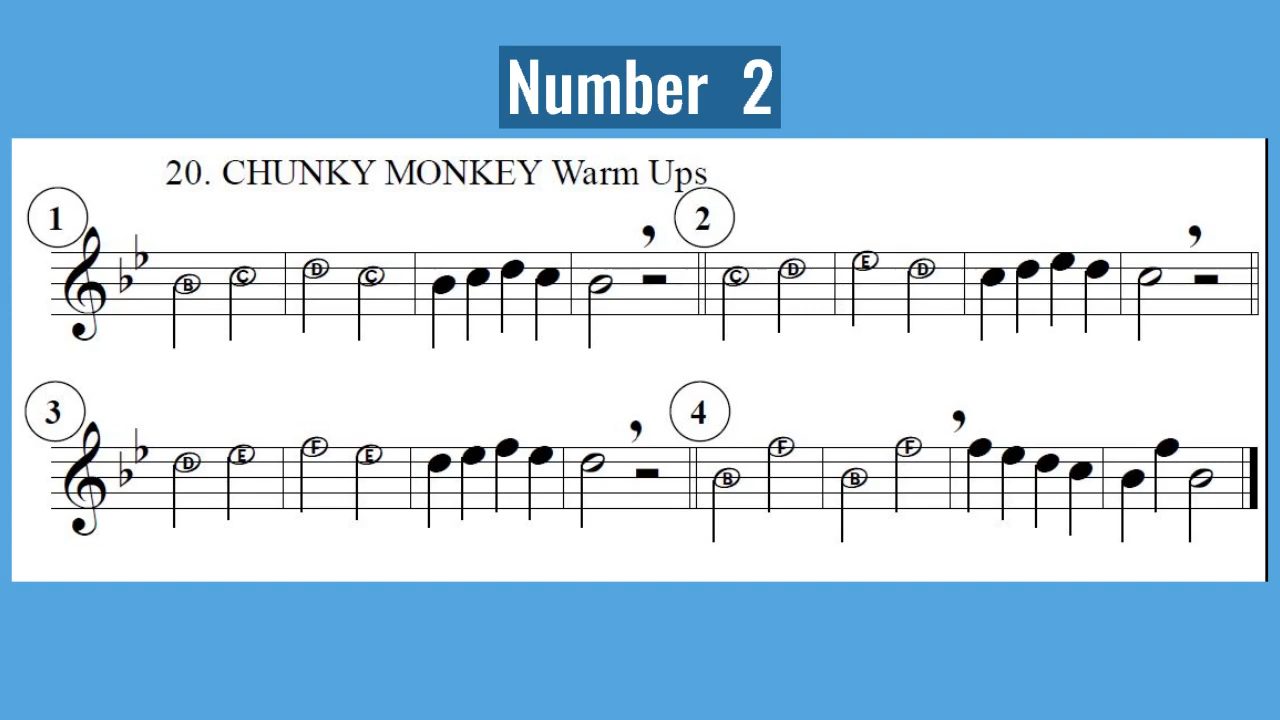 Number 2
20. CHUNKY MONKEY Warm Ups
1 2
B C D C C D E D
3 4
D E F E B F B F